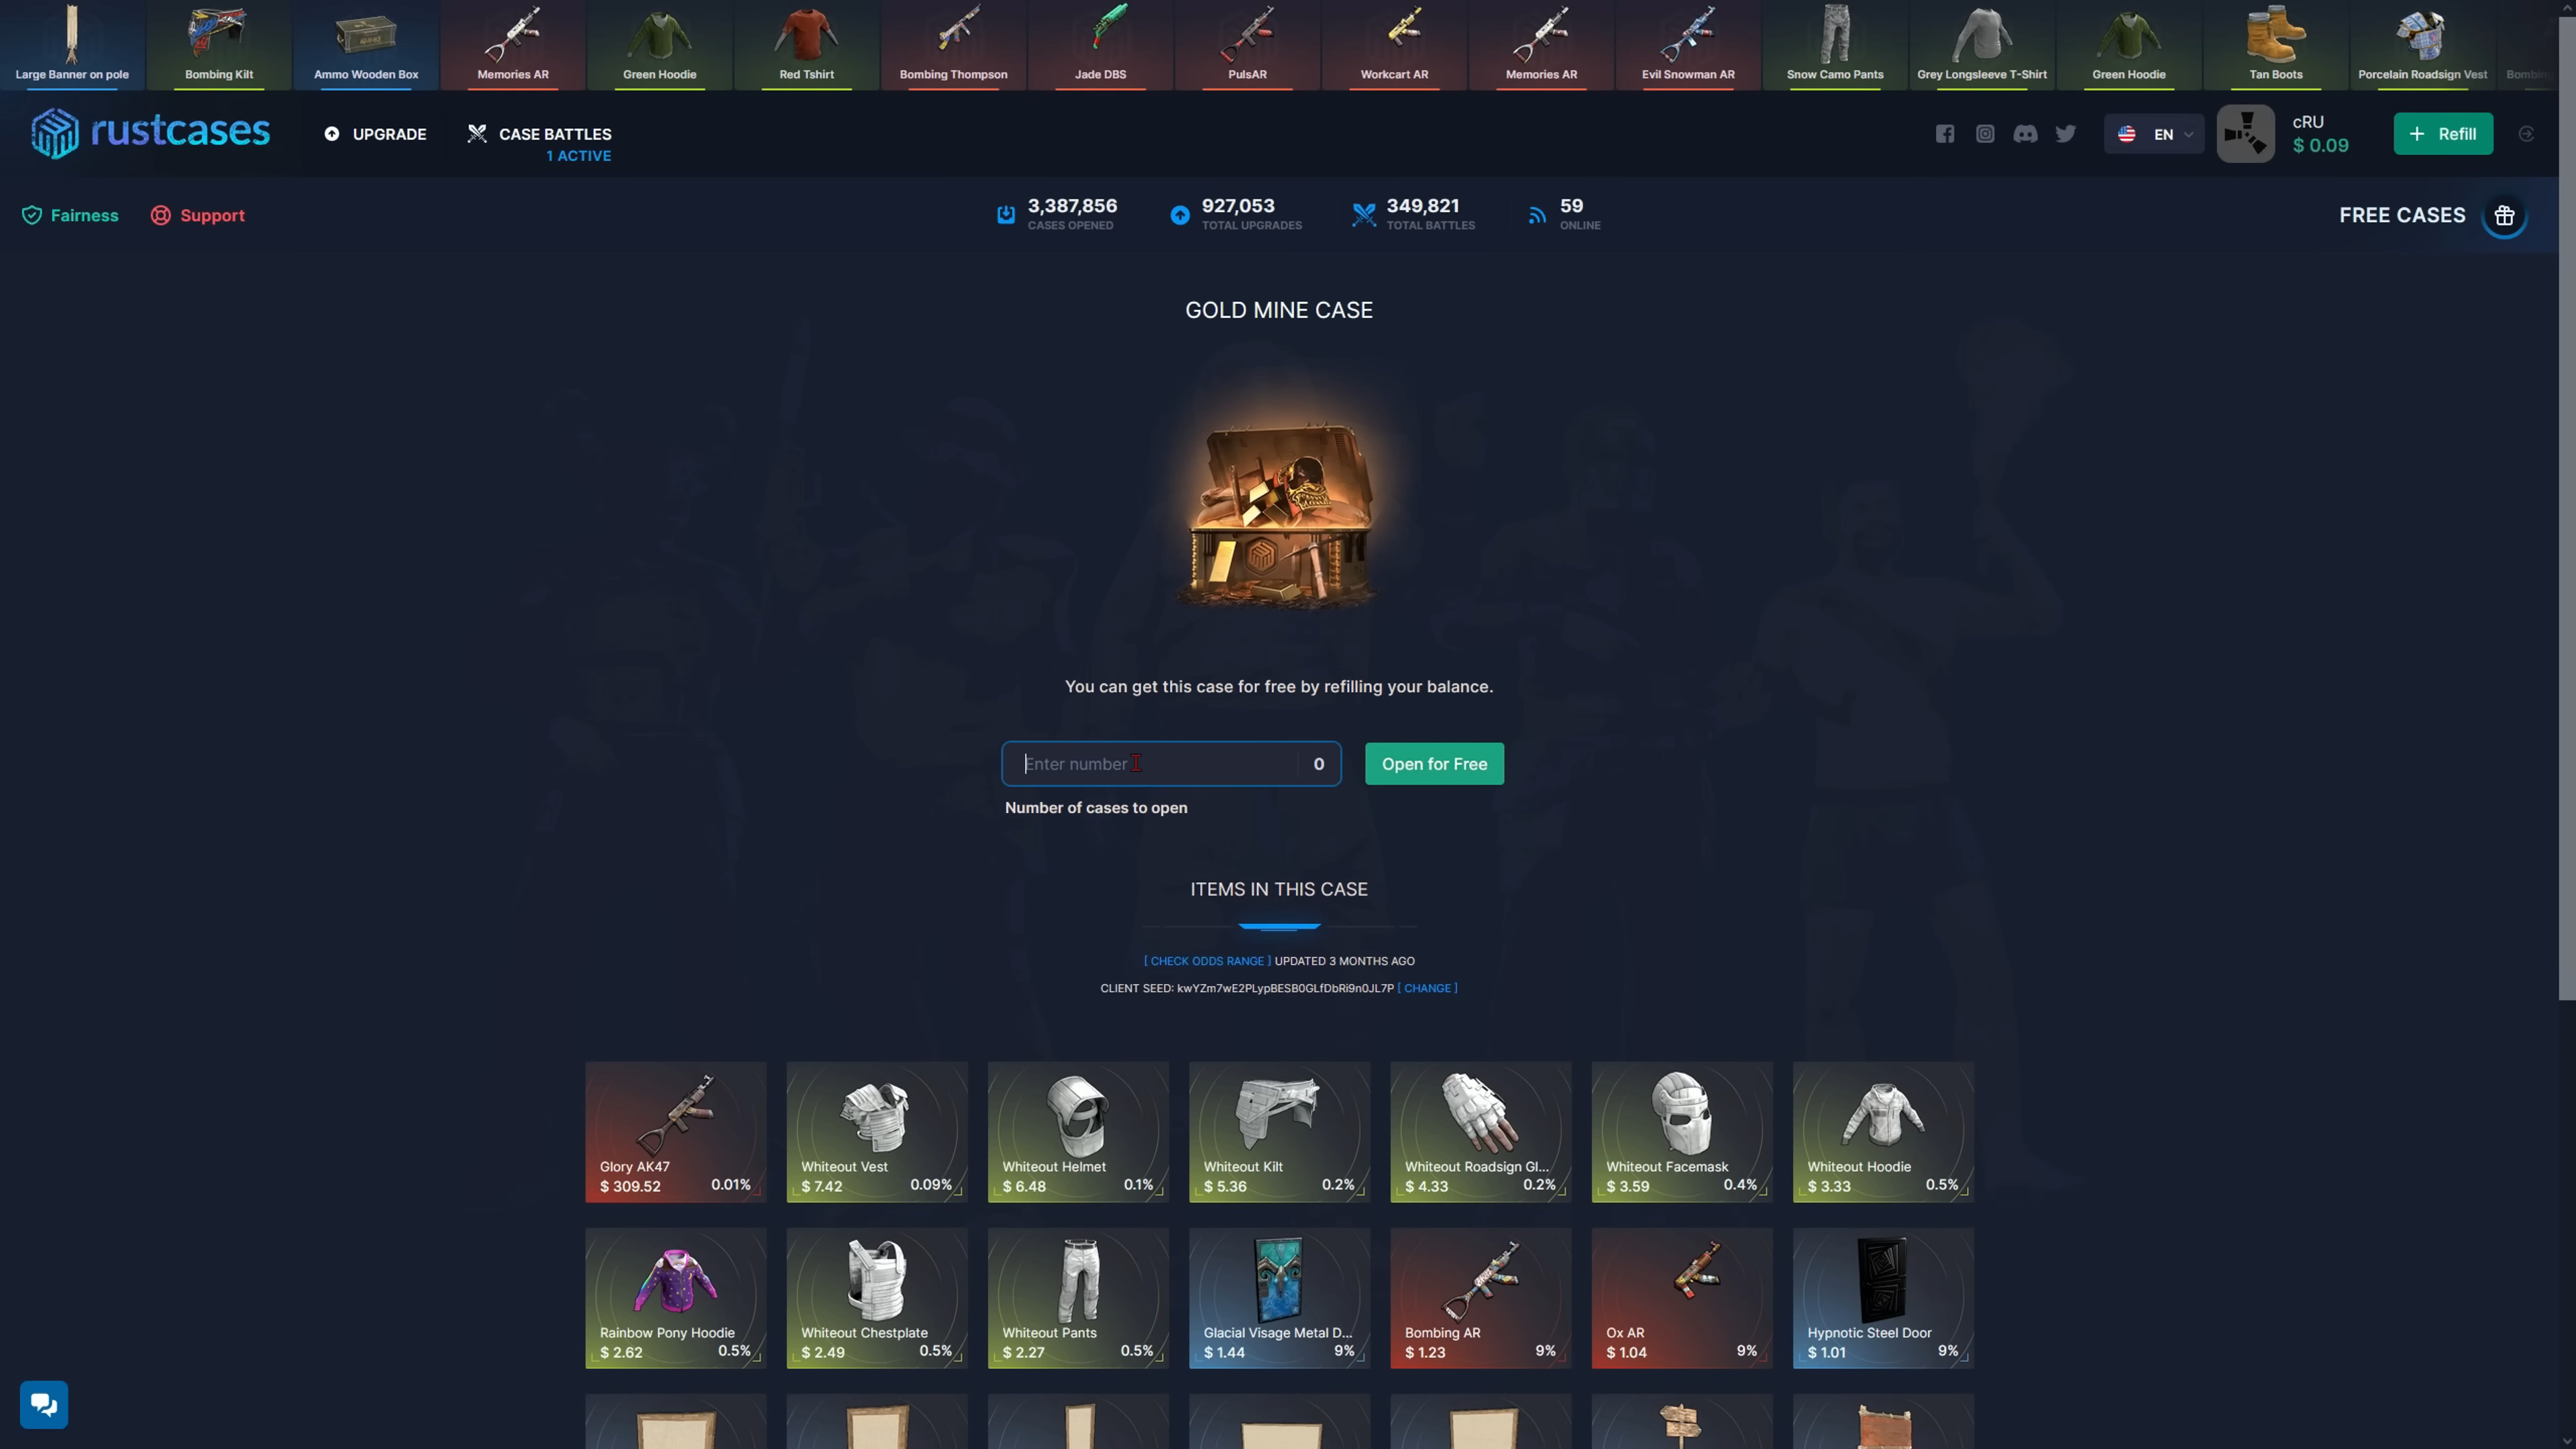 Large Banner on pole
Bombing Kilt
Ammo Wooden Box
Memories AR
Green Hoodie
Red Tshirt
Bombing Thompson
Jade DBS
PulsAR
Workcart AR
Memories AR
Evil Snowman AR
Snow Camo Pants
Grey Longsleeve T-Shirt
Green Hoodie
Tan Boots
Porcelain Roadsign Vest
Bombing
rustcases
UPGRADE
CASE BATTLES
1 ACTIVE
EN
cRU
$ 0.09
+ Refill
Fairness
Support
3,387,856
CASES OPENED
927,053
TOTAL UPGRADES
349,821
TOTAL BATTLES
59
ONLINE
FREE CASES
GOLD MINE CASE
You can get this case for free by refilling your balance.
Enter number 0
Open for Free
Number of cases to open
ITEMS IN THIS CASE
[ CHECK ODDS RANGE ] UPDATED 3 MONTHS AGO
CLIENT SEED: kwYZm7wE2PLypBESB0GLfDbRi9n0JL7P [ CHANGE ]
Glory AK47
$ 309.52 0.01%
Whiteout Vest
$ 7.42 0.09%
Whiteout Helmet
$ 6.48 0.1%
Whiteout Kilt
$ 5.36 0.2%
Whiteout Roadsign Gl...
$ 4.33 0.2%
Whiteout Facemask
$ 3.59 0.4%
Whiteout Hoodie
$ 3.33 0.5%
Rainbow Pony Hoodie
$ 2.62 0.5%
Whiteout Chestplate
$ 2.49 0.5%
Whiteout Pants
$ 2.27 0.5%
Glacial Visage Metal D...
$ 1.44 9%
Bombing AR
$ 1.23 9%
Ox AR
$ 1.04 9%
Hypnotic Steel Door
$ 1.01 9%